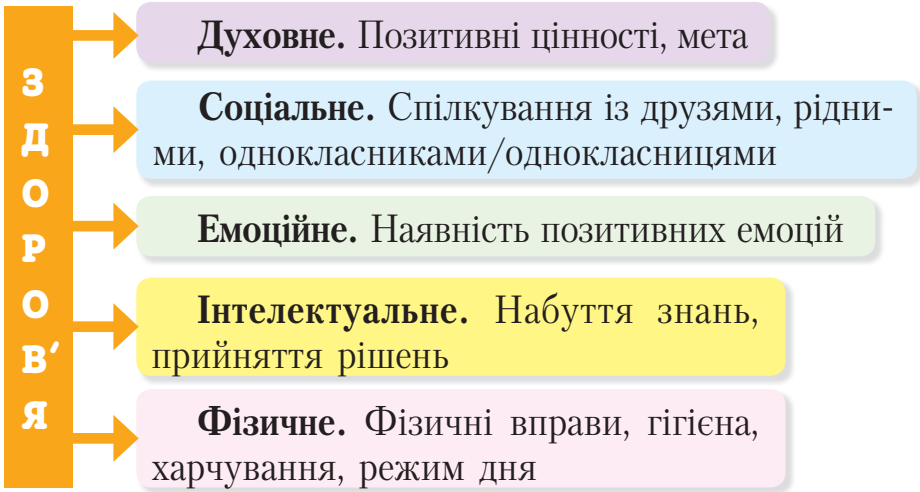 ЗДОРОВ′Я
Духовне. Позитивні цінності, мета
Соціальне. Спілкування із друзями, рідни-
ми, однокласниками/однокласницями
Емоційне. Наявність позитивних емоцій
Інтелектуальне. Набуття знань,
прийняття рішень
Фізичне. Фізичні вправи, гігієна,
харчування, режим дня